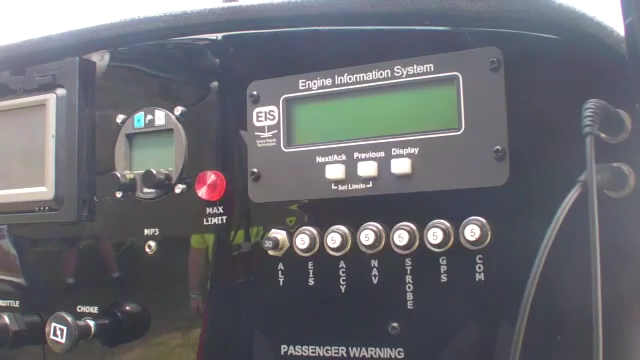 Engine Information System
EIS
Next/Ack Previous Display
Set Limits
MAX
LIMIT
MP3
30 5 5 5 5 5 5
ALT EIS ACCY NAV STROBE GPS COM
CHOKE
PASSENGER WARNING